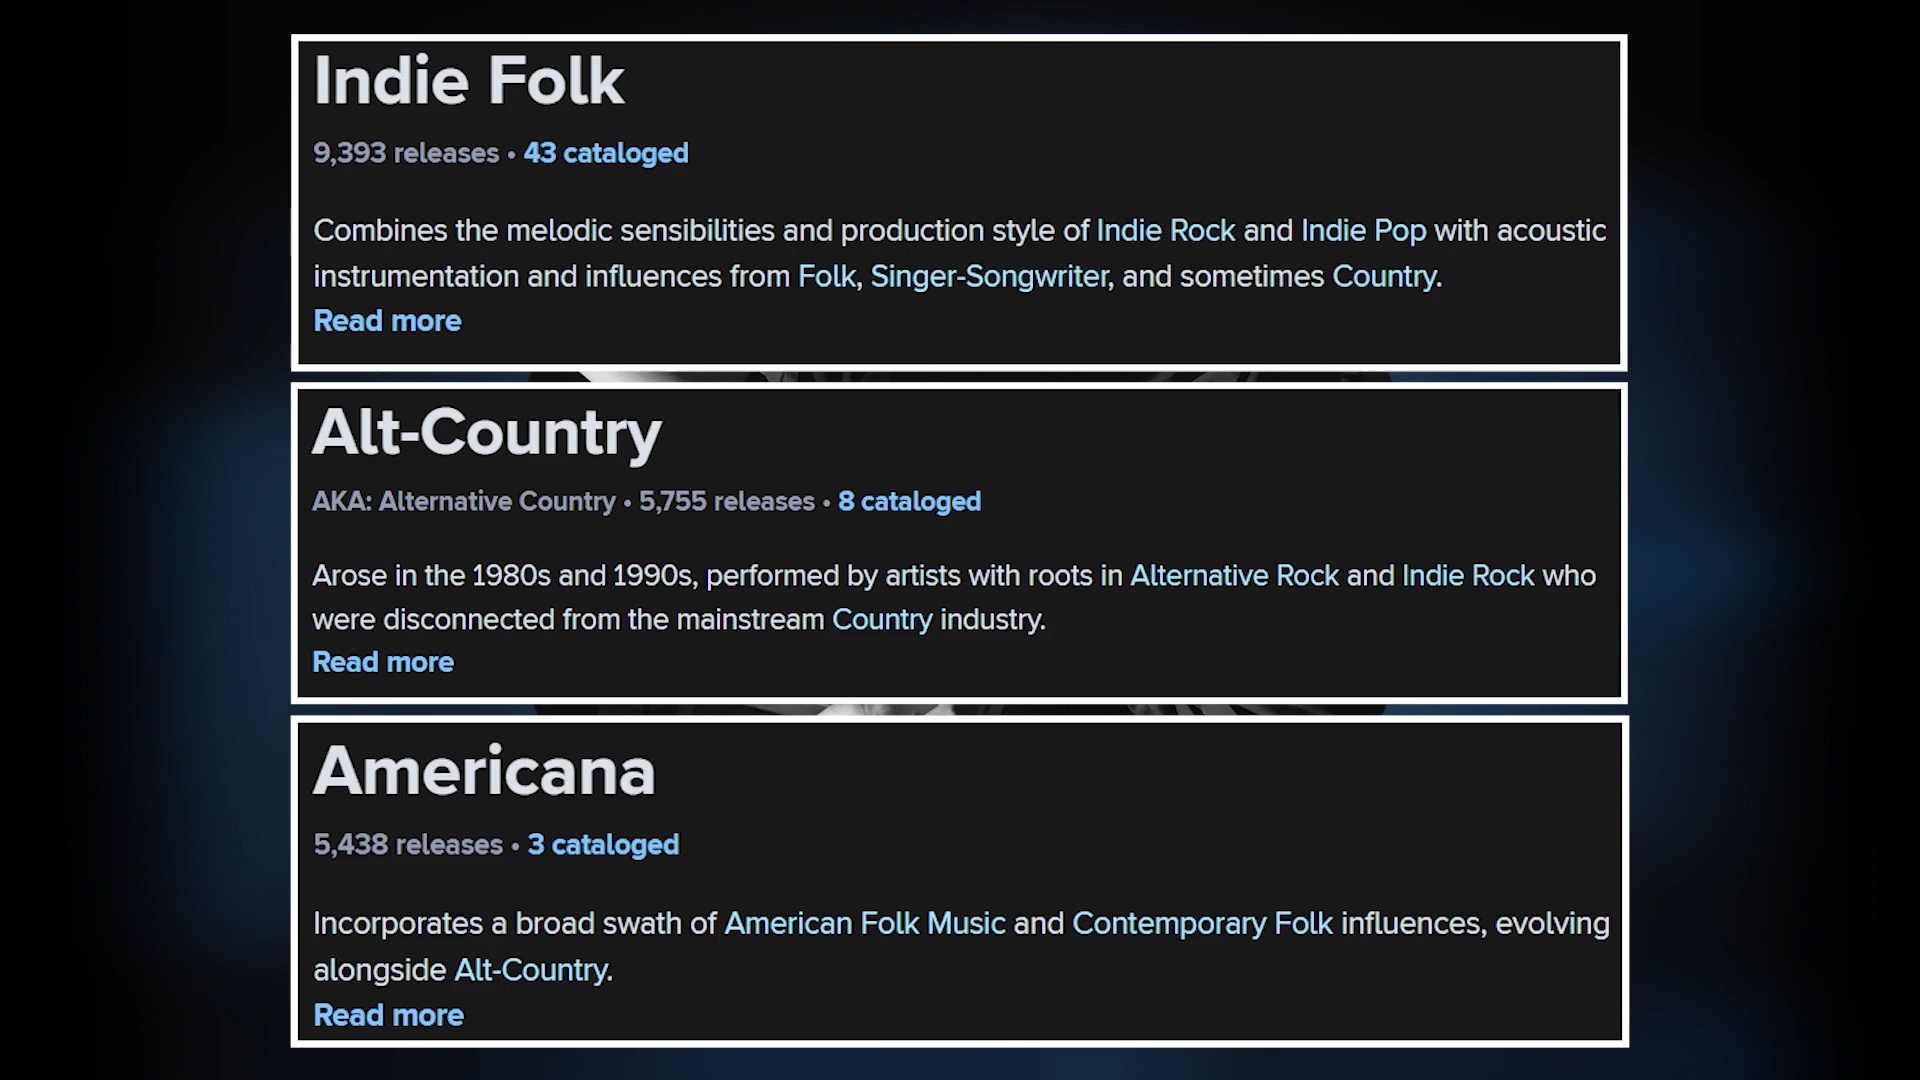 Indie Folk
9,393 releases • 43 cataloged
Combines the melodic sensibilities and production style of Indie Rock and Indie Pop with acoustic
instrumentation and influences from Folk, Singer-Songwriter, and sometimes Country.
Read more
Alt-Country
AKA: Alternative Country • 5,755 releases • 8 cataloged
Arose in the 1980s and 1990s, performed by artists with roots in Alternative Rock and Indie Rock who
were disconnected from the mainstream Country industry.
Read more
Americana
5,438 releases • 3 cataloged
Incorporates a broad swath of American Folk Music and Contemporary Folk influences, evolving
alongside Alt-Country.
Read more